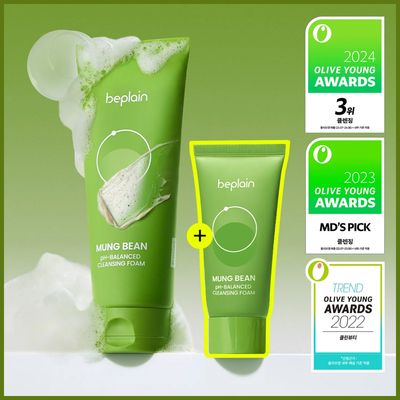 beplain
MUNG BEAN
pH-BALANCED
CLEANSING FOAM
+
beplain
MUNG BEAN
pH-BALANCED
CLEANSING FOAM
2024
OLIVE YOUNG
AWARDS
3위
클렌징
2023
OLIVE YOUNG
AWARDS
MD'S PICK
클렌징
TREND
OLIVE YOUNG
AWARDS
2022
클린뷰티